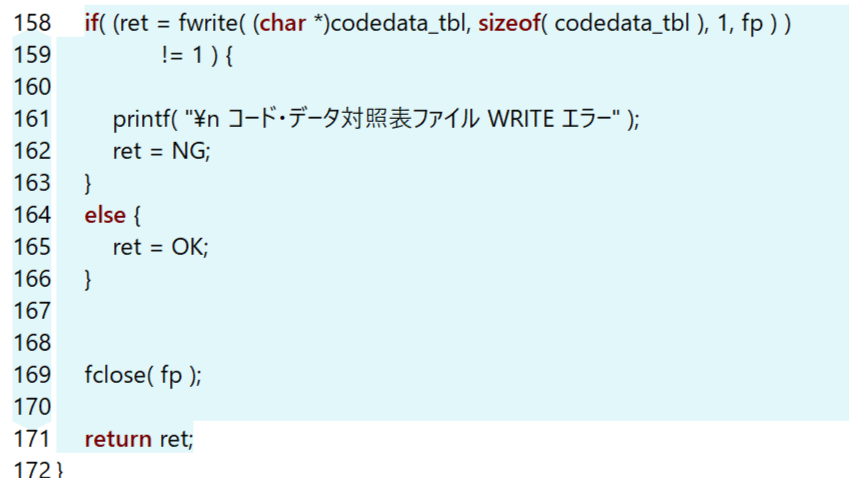 158 if( (ret = fwrite( (char *)codedata_tbl, sizeof( codedata_tbl ), 1, fp ) )
159 != 1 ) {
160
161 printf( "¥n コード・データ対照表ファイル WRITE エラー" );
162 ret = NG;
163 }
164 else {
165 ret = OK;
166 }
167
168
169 fclose( fp );
170
171 return ret;
172 }